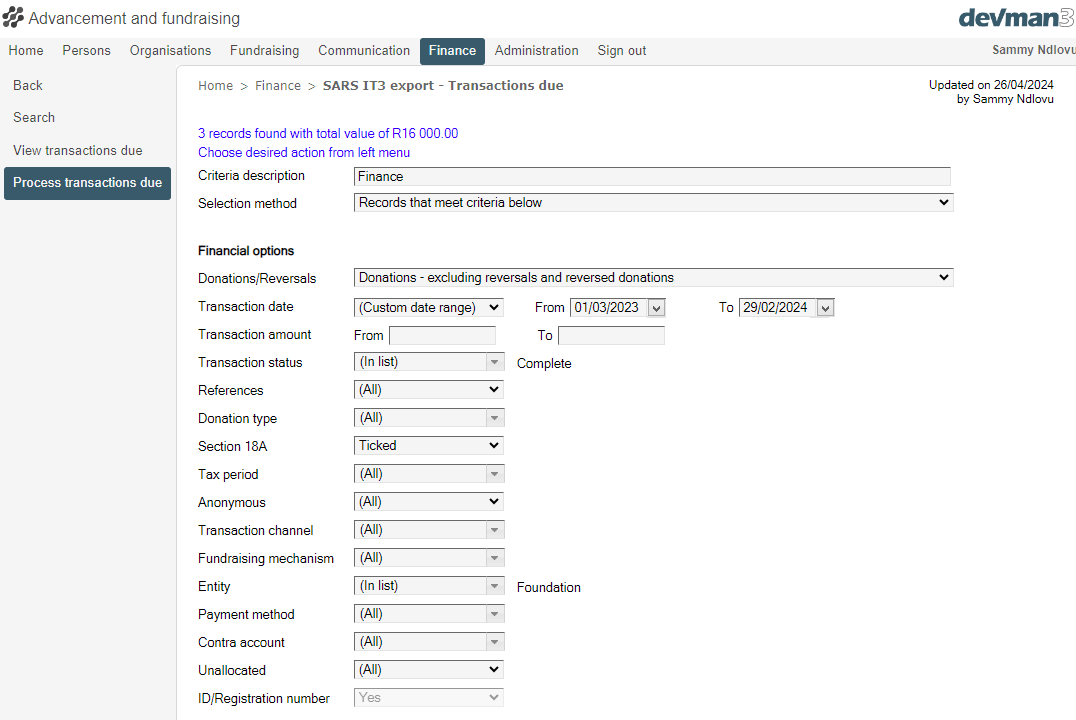 Advancement and fundraising
devman3
Home Persons Organisations Fundraising Communication Finance Administration Sign out Sammy Ndlovu
Back
Search
View transactions due
Process transactions due
Home > Finance > SARS IT3 export - Transactions due
Updated on 26/04/2024
by Sammy Ndlovu
3 records found with total value of R16 000.00
Choose desired action from left menu
Criteria description Finance
Selection method Records that meet criteria below
Financial options
Donations/Reversals Donations - excluding reversals and reversed donations
Transaction date (Custom date range) From 01/03/2023 To 29/02/2024
Transaction amount From To
Transaction status (In list) Complete
References (All)
Donation type (All)
Section 18A Ticked
Tax period (All)
Anonymous (All)
Transaction channel (All)
Fundraising mechanism (All)
Entity (In list) Foundation
Payment method (All)
Contra account (All)
Unallocated (All)
ID/Registration number Yes